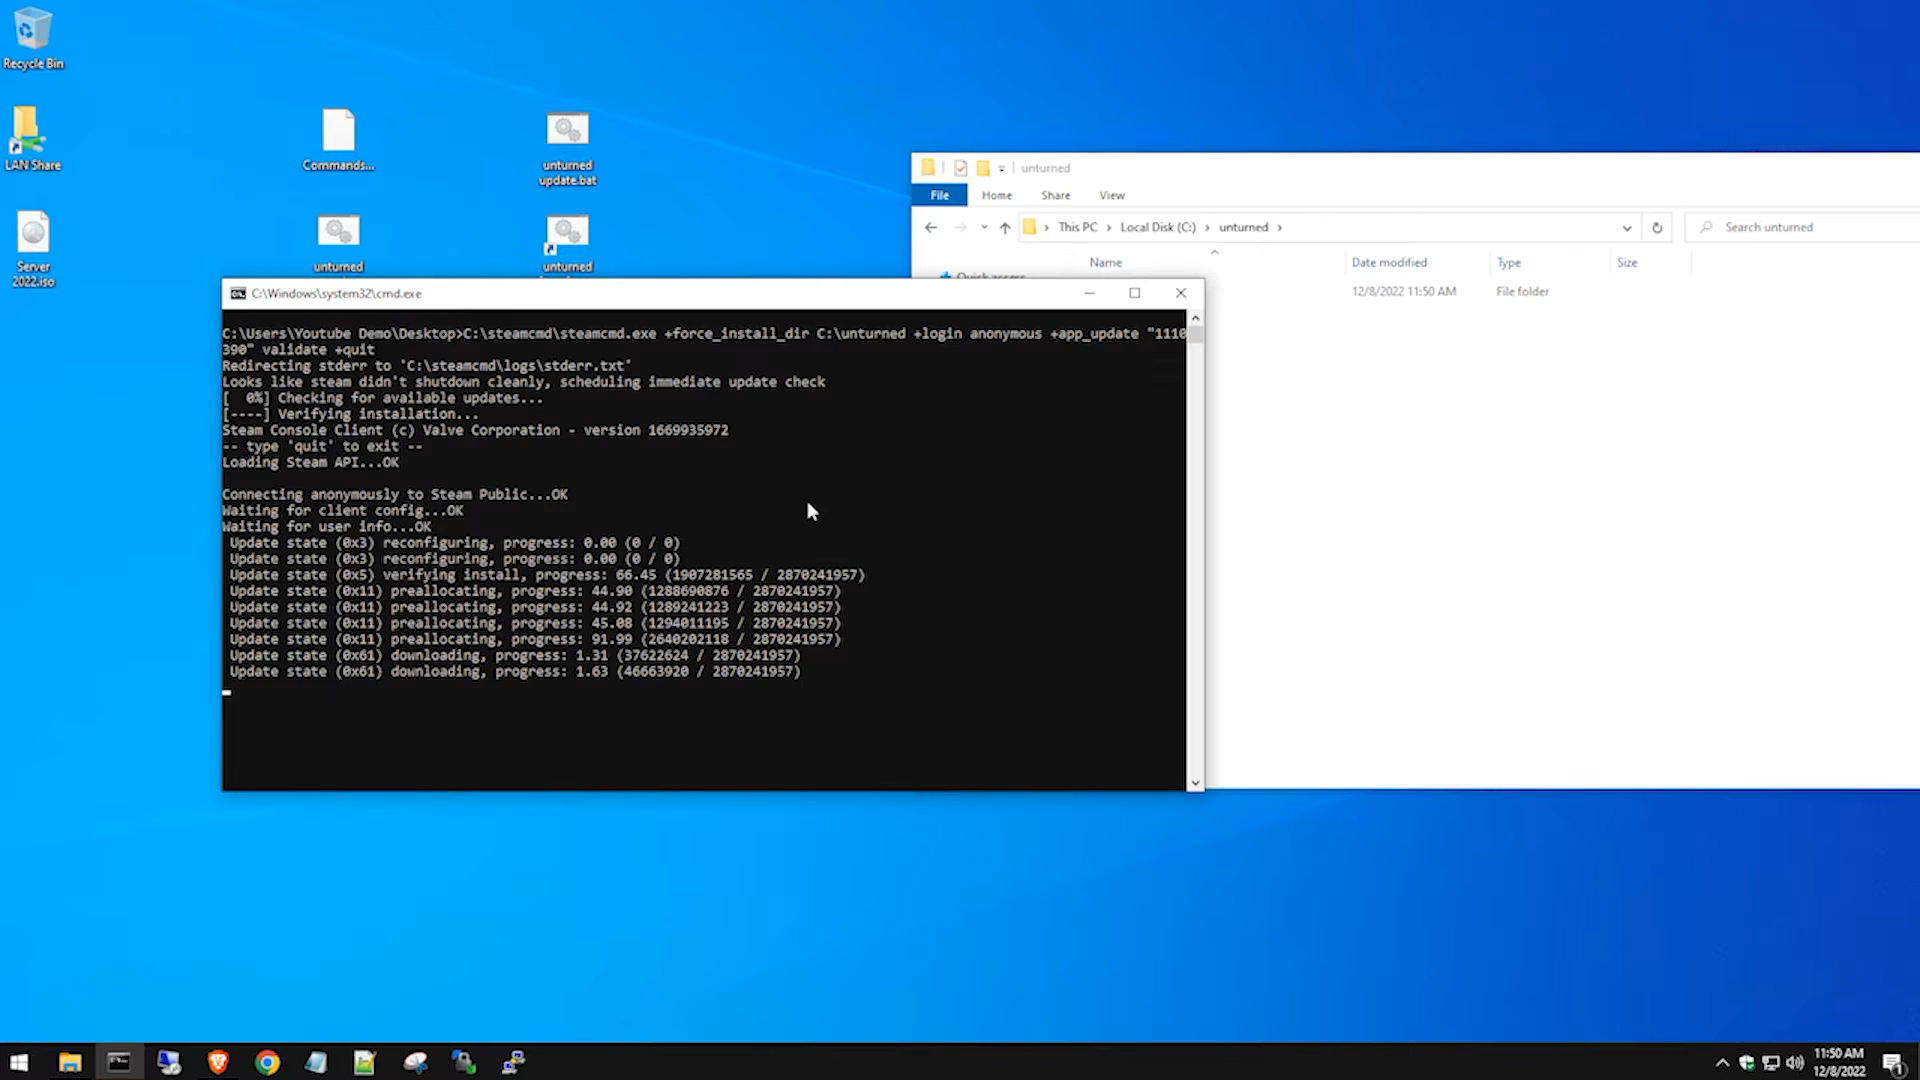 Recycle Bin
LAN Share
Commands...
unturned
update.bat
Server
2022.iso
unturned
unturned
unturned
File
Home
Share
View
This PC
Local Disk (C:)
unturned
Search unturned
Name
Date modified
Type
Size
Quick access
12/8/2022 11:50 AM
File folder
C:\Windows\system32\cmd.exe
C:\Users\Youtube Demo\Desktop>C:\steamcmd\steamcmd.exe +force_install_dir C:\unturned +login anonymous +app_update "1110
390" validate +quit
Redirecting stderr to 'C:\steamcmd\logs\stderr.txt'
Looks like steam didn't shutdown cleanly, scheduling immediate update check
[  0%] Checking for available updates...
[----] Verifying installation...
Steam Console Client (c) Valve Corporation - version 1669935972
-- type 'quit' to exit --
Loading Steam API...OK
Connecting anonymously to Steam Public...OK
Waiting for client config...OK
Waiting for user info...OK
Update state (0x3) reconfiguring, progress: 0.00 (0 / 0)
Update state (0x3) reconfiguring, progress: 0.00 (0 / 0)
Update state (0x5) verifying install, progress: 66.45 (1907281565 / 2870241957)
Update state (0x11) preallocating, progress: 44.90 (1288690876 / 2870241957)
Update state (0x11) preallocating, progress: 44.92 (1289241223 / 2870241957)
Update state (0x11) preallocating, progress: 45.08 (1294011195 / 2870241957)
Update state (0x11) preallocating, progress: 91.99 (2640202118 / 2870241957)
Update state (0x61) downloading, progress: 1.31 (37622624 / 2870241957)
Update state (0x61) downloading, progress: 1.63 (46663920 / 2870241957)
11:50 AM
12/8/2022
1